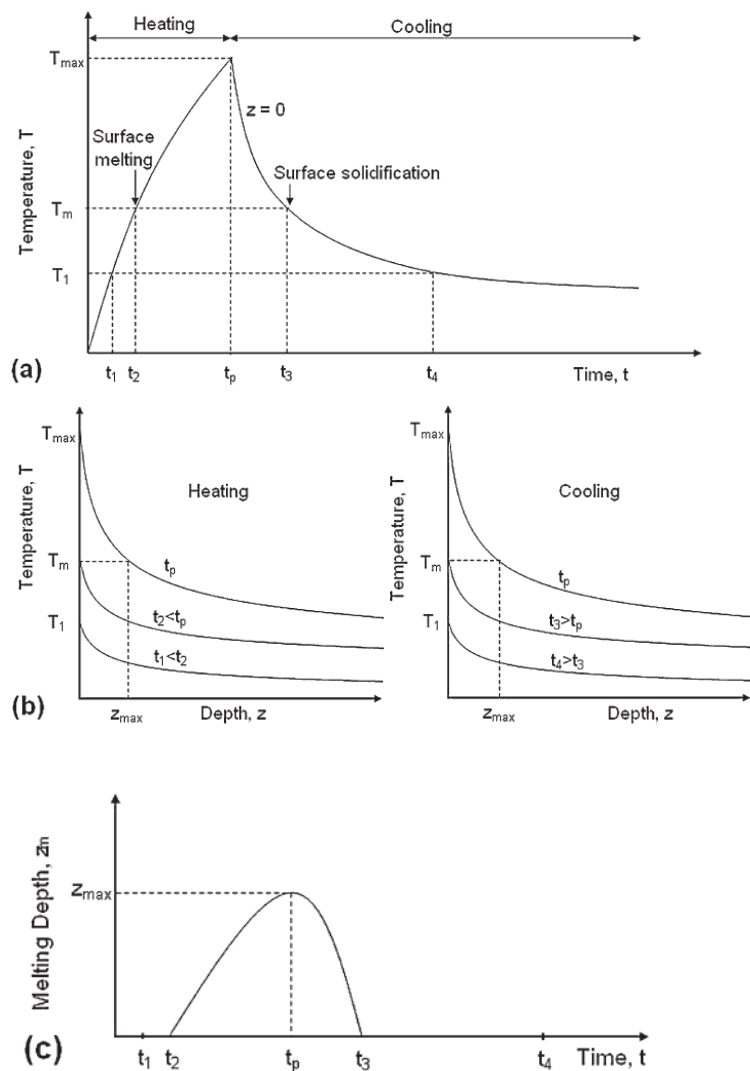 Heating
Cooling
Tmax
z = 0
Surface
melting
Surface solidification
Tm
T1
Temperature, T
(a)
t1
t2
tp
t3
t4
Time, t
Tmax
Heating
Temperature, T
Tm
tp
T1
t2<tp
t1<t2
(b)
zmax
Depth, z
Tmax
Cooling
Temperature, T
Tm
tp
T1
t3>tp
t4>t3
zmax
Depth, z
Melting Depth, zm
zmax
(c)
t1
t2
tp
t3
t4
Time, t